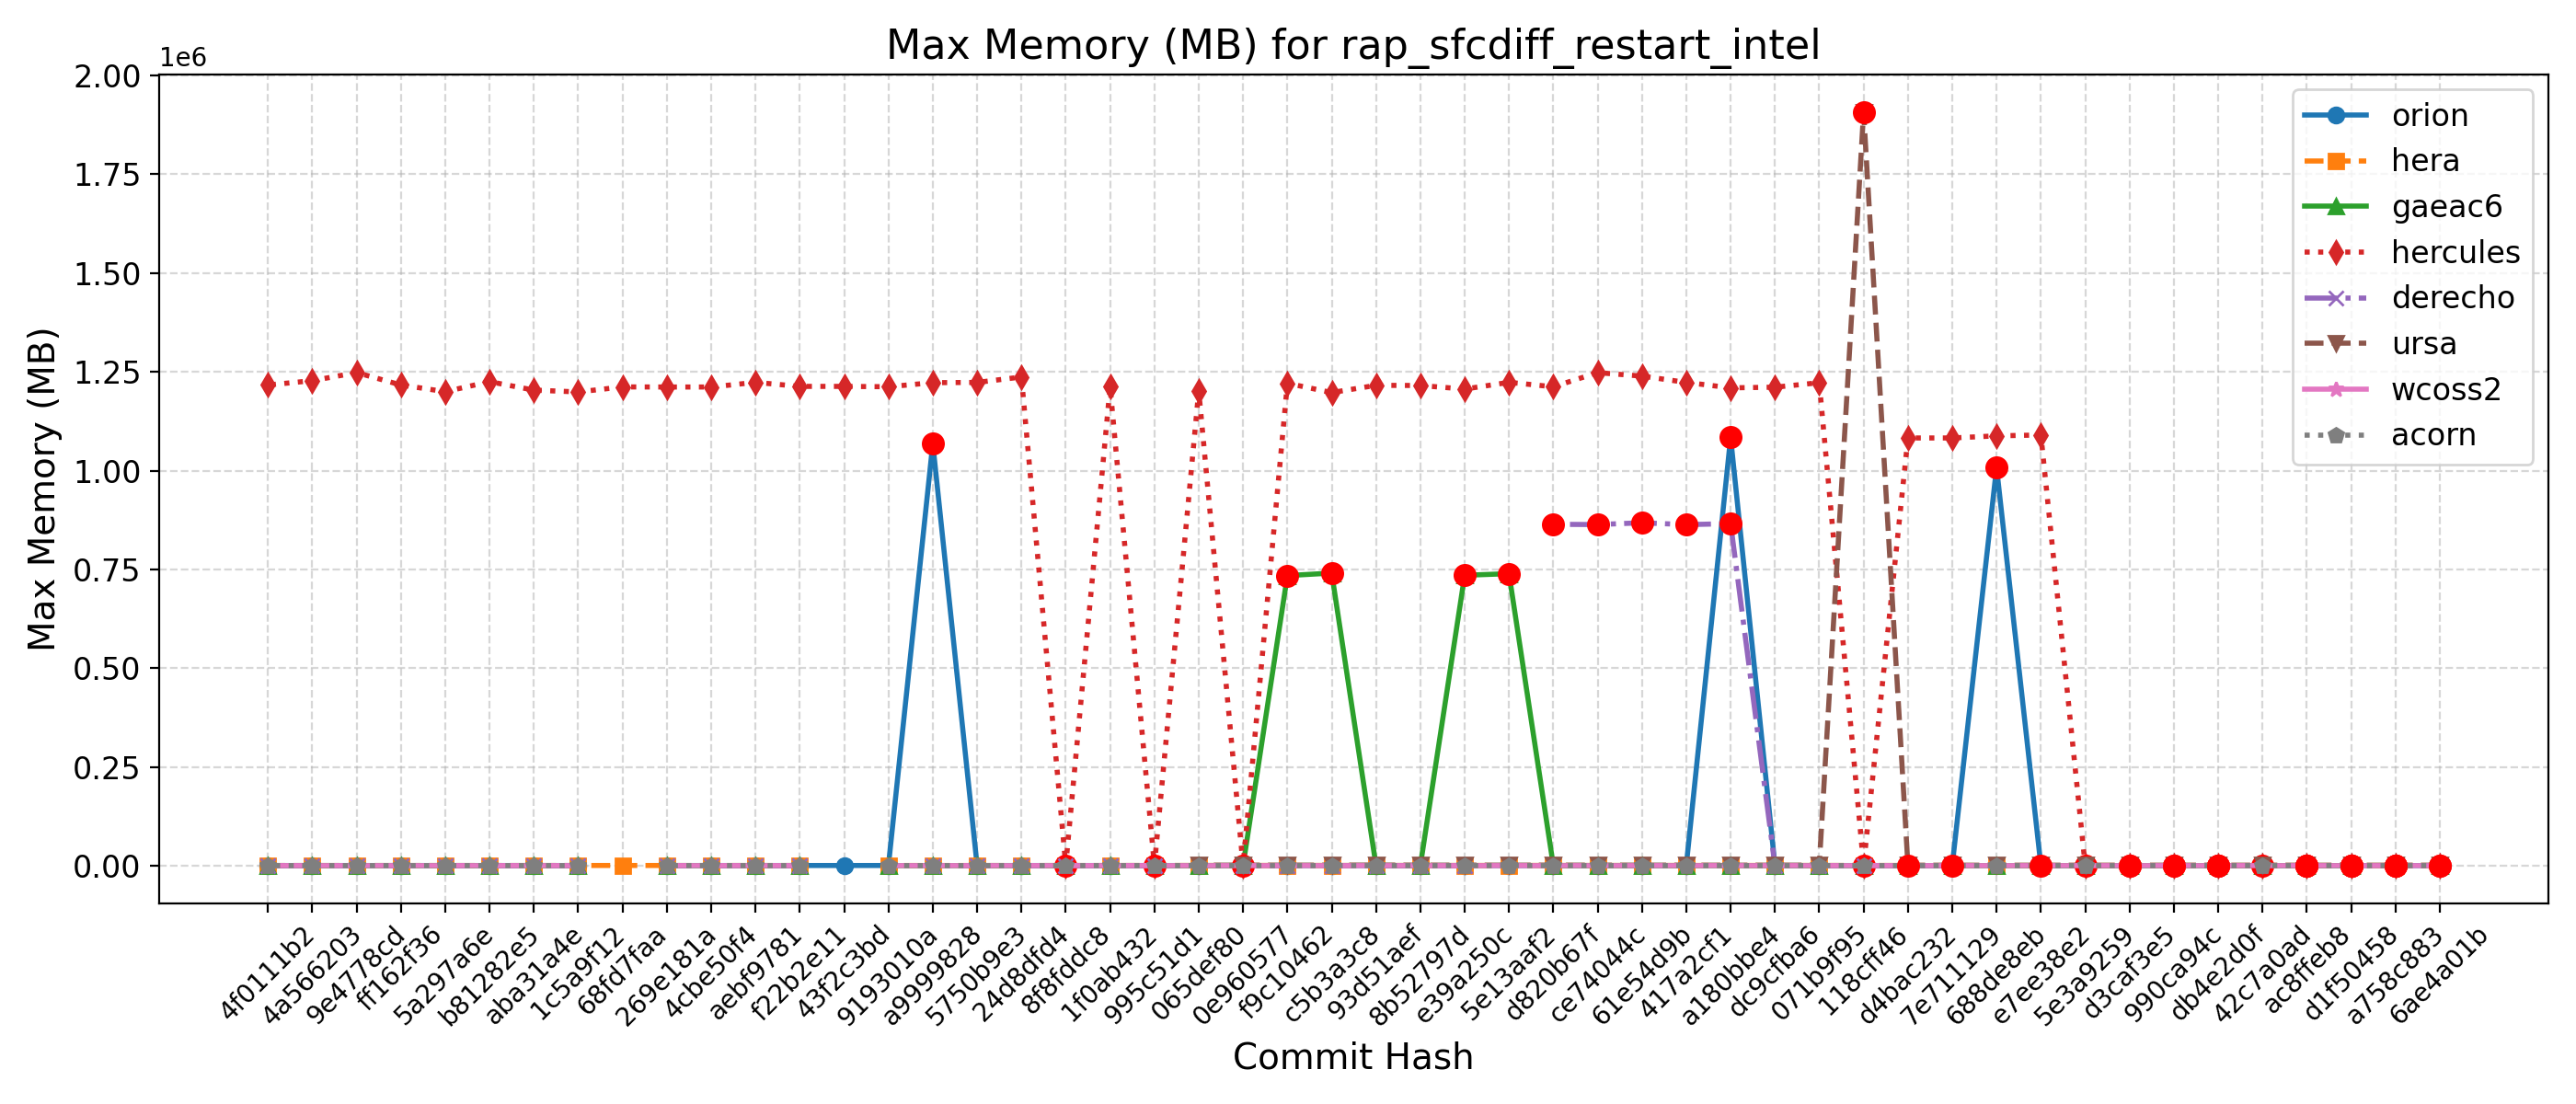 Max Memory (MB) for rap_sfcdiff_restart_intel
1e6
2.00
1.75
1.50
1.25
1.00
0.75
0.50
0.25
0.00
Max Memory (MB)
orion
hera
gaeac6
hercules
derecho
ursa
wcoss2
acorn
4f0111b2
4a566203
9e4778cd
ff162f36
5a297a6e
b81282e5
aba31a4e
1c5a9f12
68fd7faa
269e181a
4cbe50f4
aebf9781
f22b2e11
43f2c3bd
9193010a
a9999828
5750b9e3
24d8dfd4
8f8fddc8
1f0ab432
995c51d1
065def80
0e960577
f9c10462
c5b3a3c8
93d51aef
8b52797d
e39a250c
5e13aaf2
d820b67f
ce74044c
61e54d9b
417a2cf1
a180bbe4
dc9cfba6
071b9f95
118cff46
d4bac232
7e711129
688de8eb
e7ee38e2
5e3a9259
d3caf3e5
990ca94c
db4e2d0f
42c7a0ad
ac8ffeb8
d1f50458
a758c883
6ae4a01b
Commit Hash